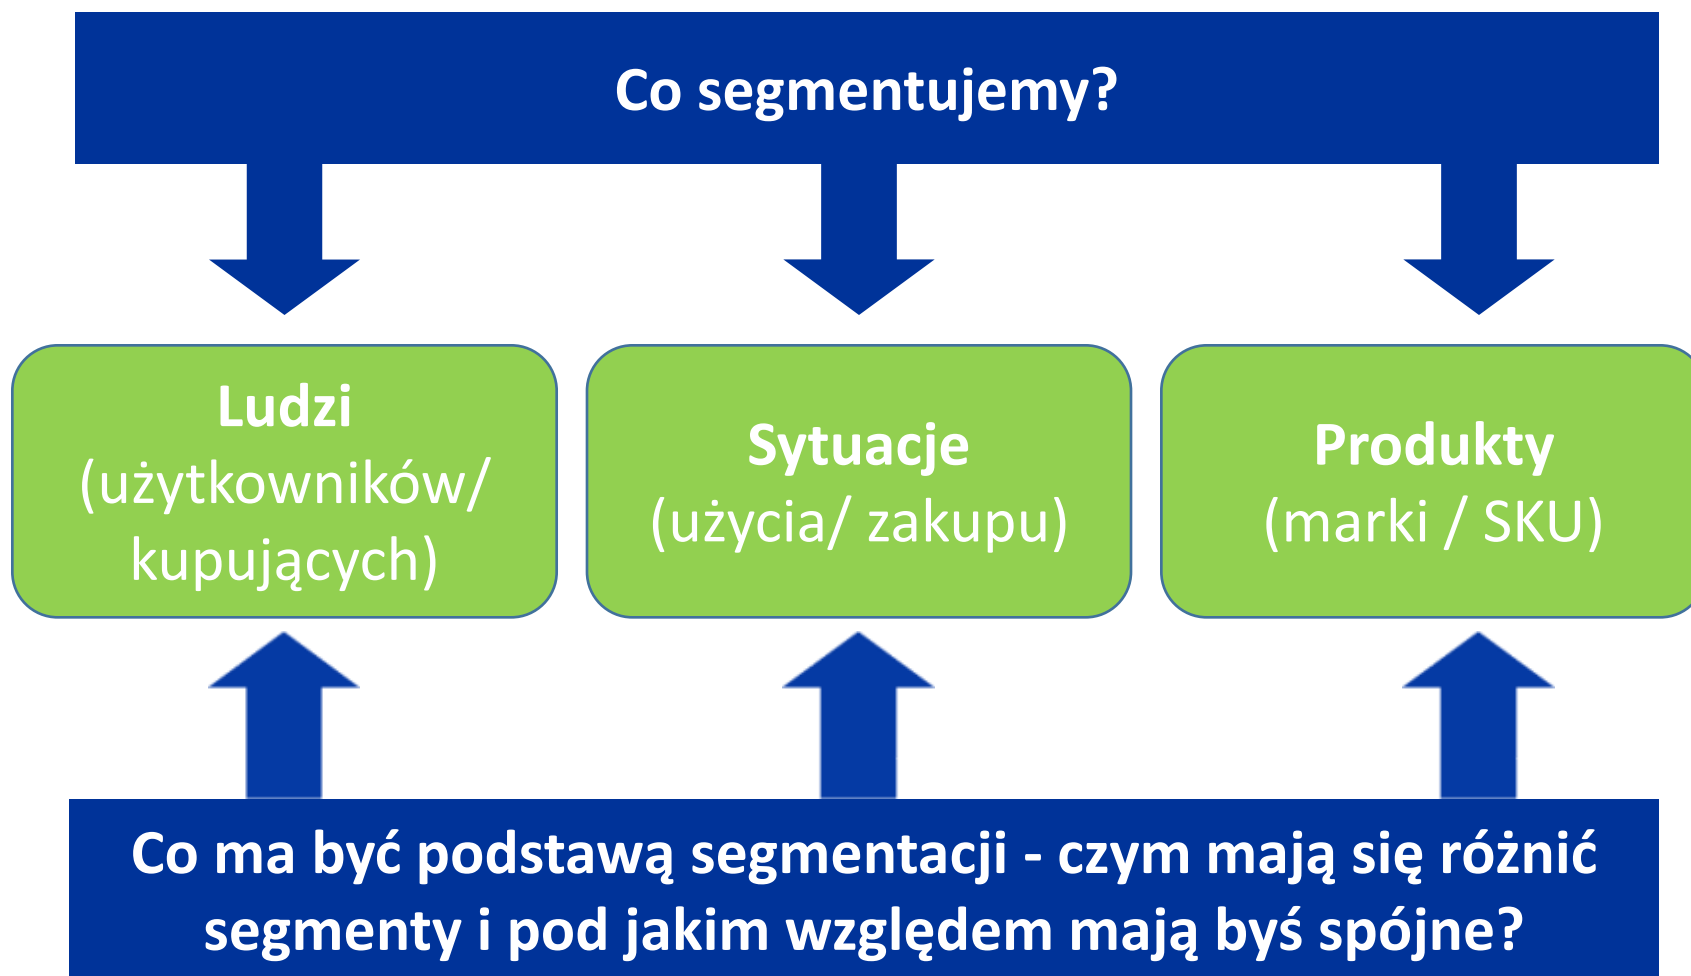 Co segmentujemy?
Ludzi
(użytkowników/
kupujących)
Sytuacje
(użycia/ zakupu)
Produkty
(marki / SKU)
Co ma być podstawą segmentacji - czym mają się różnić
segmenty i pod jakim względem mają byś spójne?